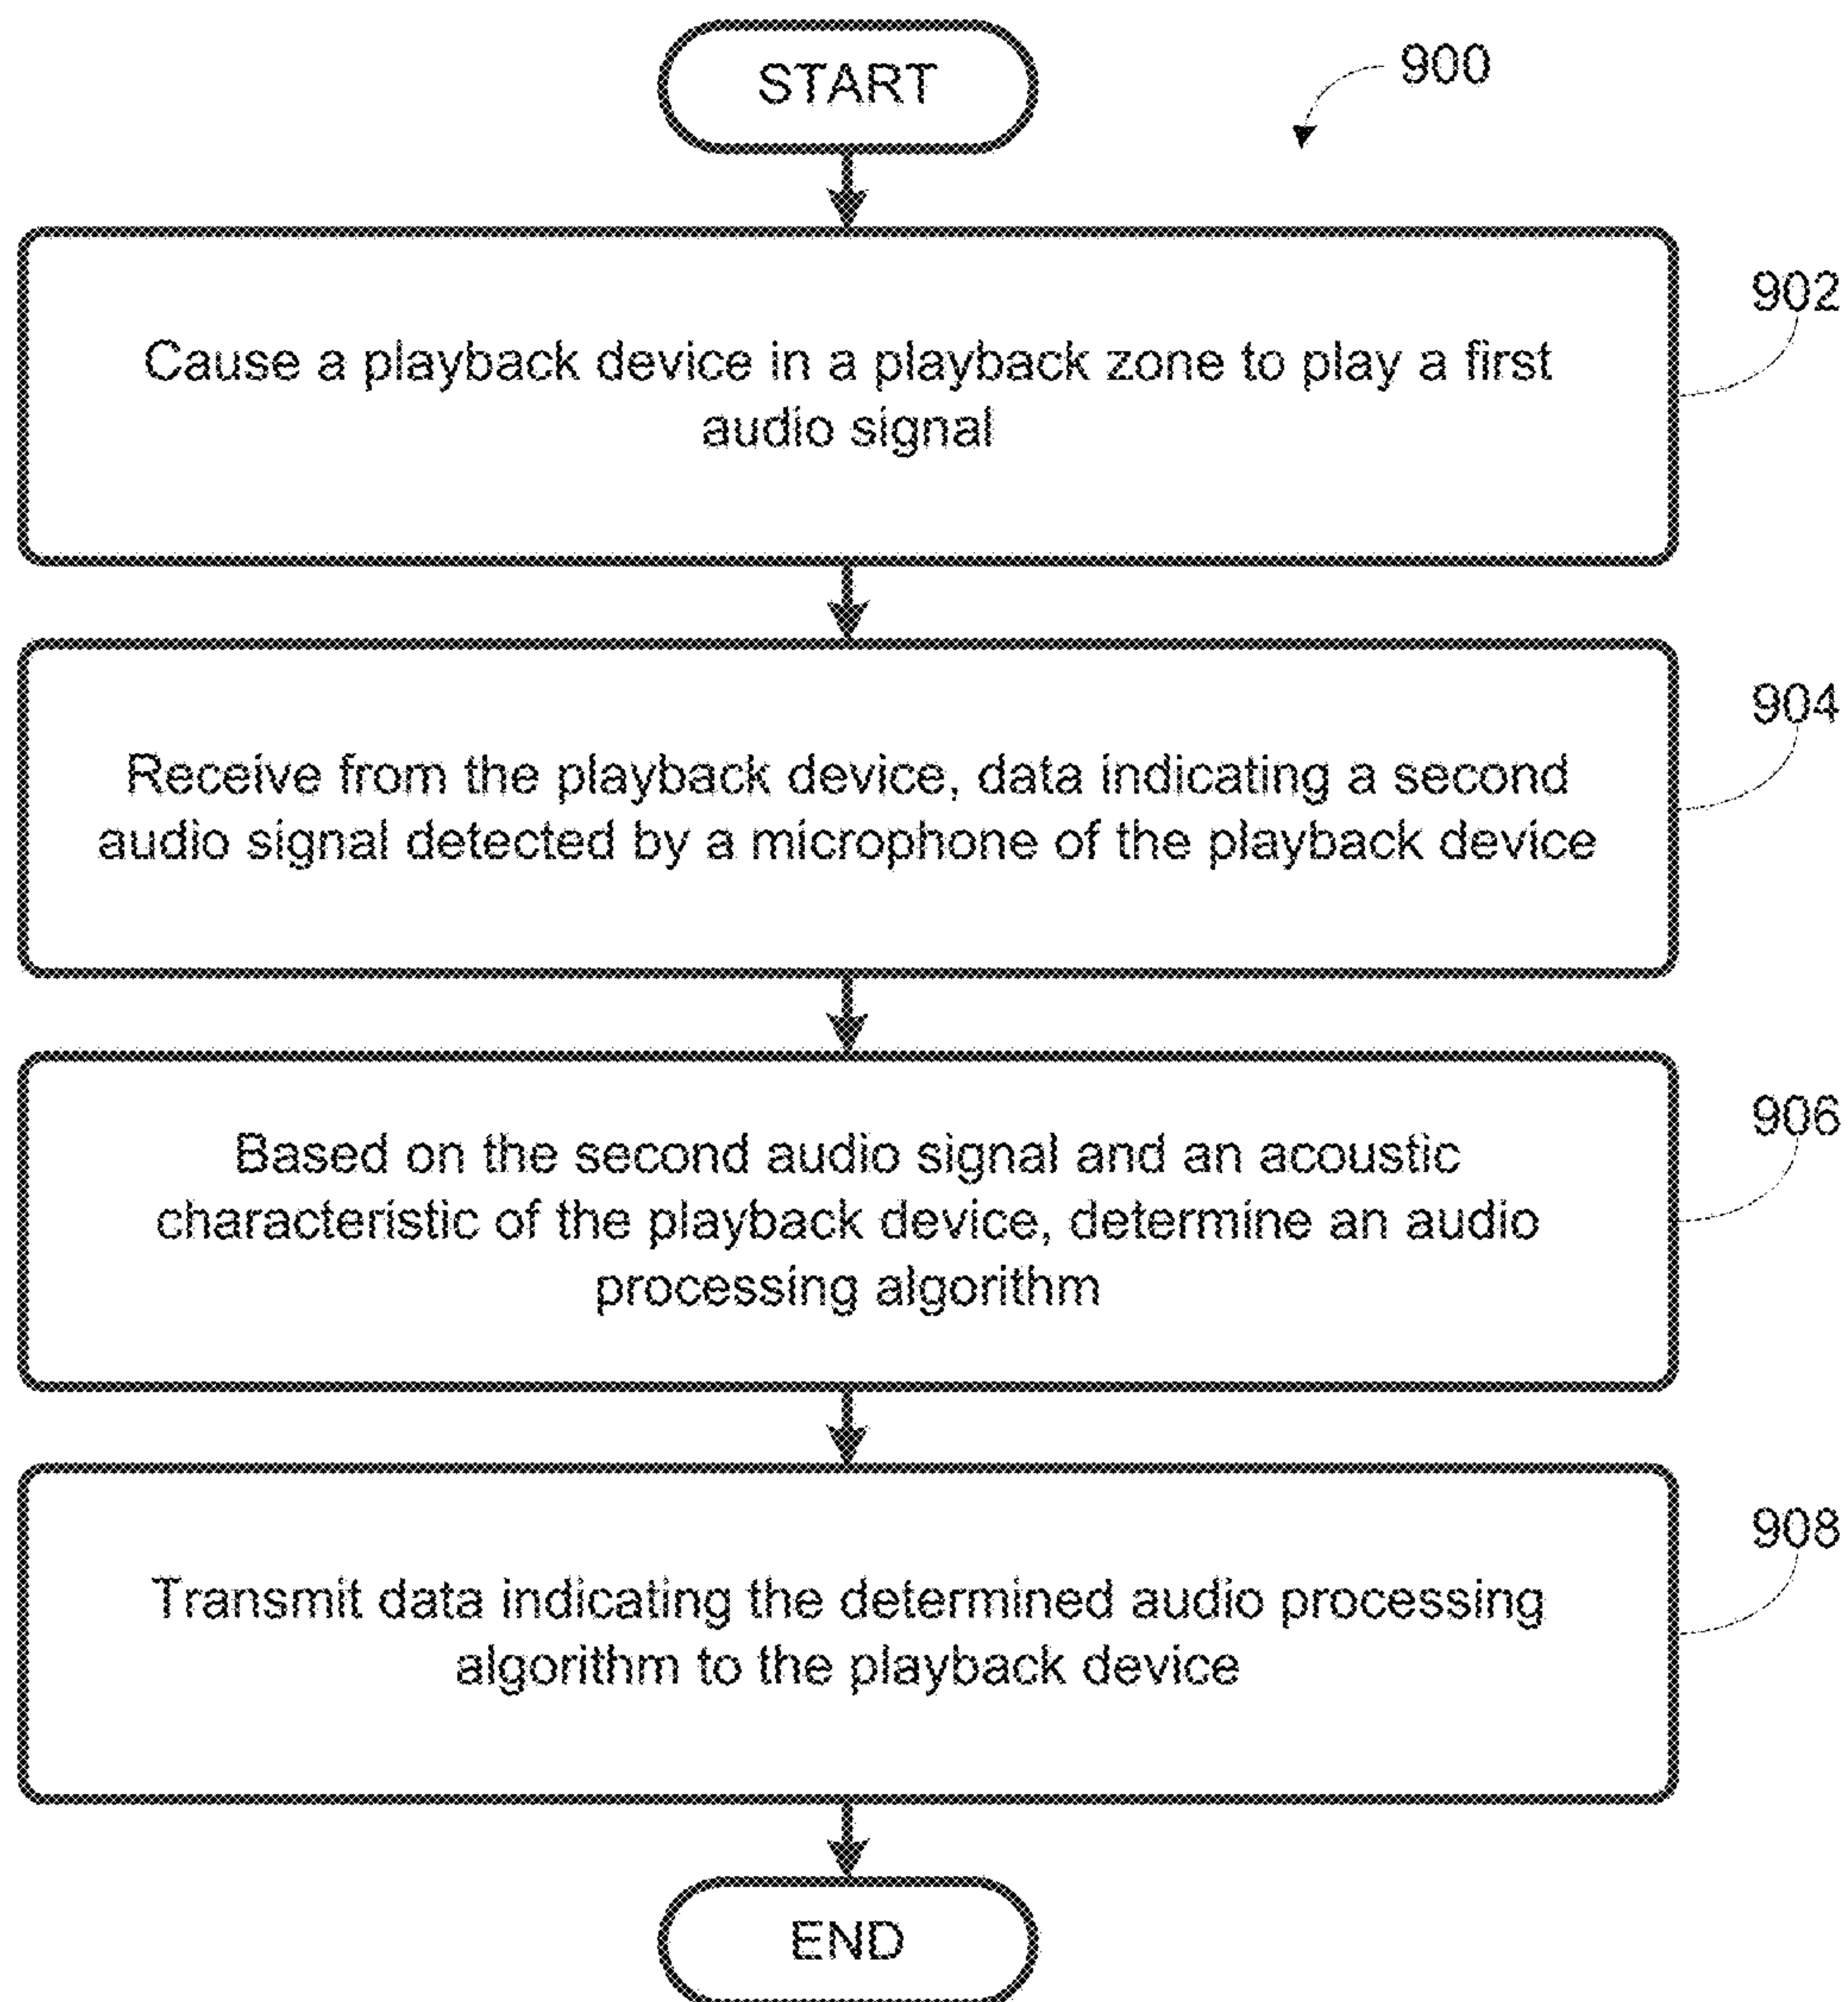 START
900
902
Cause a playback device in a playback zone to play a first
audio signal
904
Receive from the playback device, data indicating a second
audio signal detected by a microphone of the playback device
906
Based on the second audio signal and an acoustic
characteristic of the playback device, determine an audio
processing algorithm
908
Transmit data indicating the determined audio processing
algorithm to the playback device
END